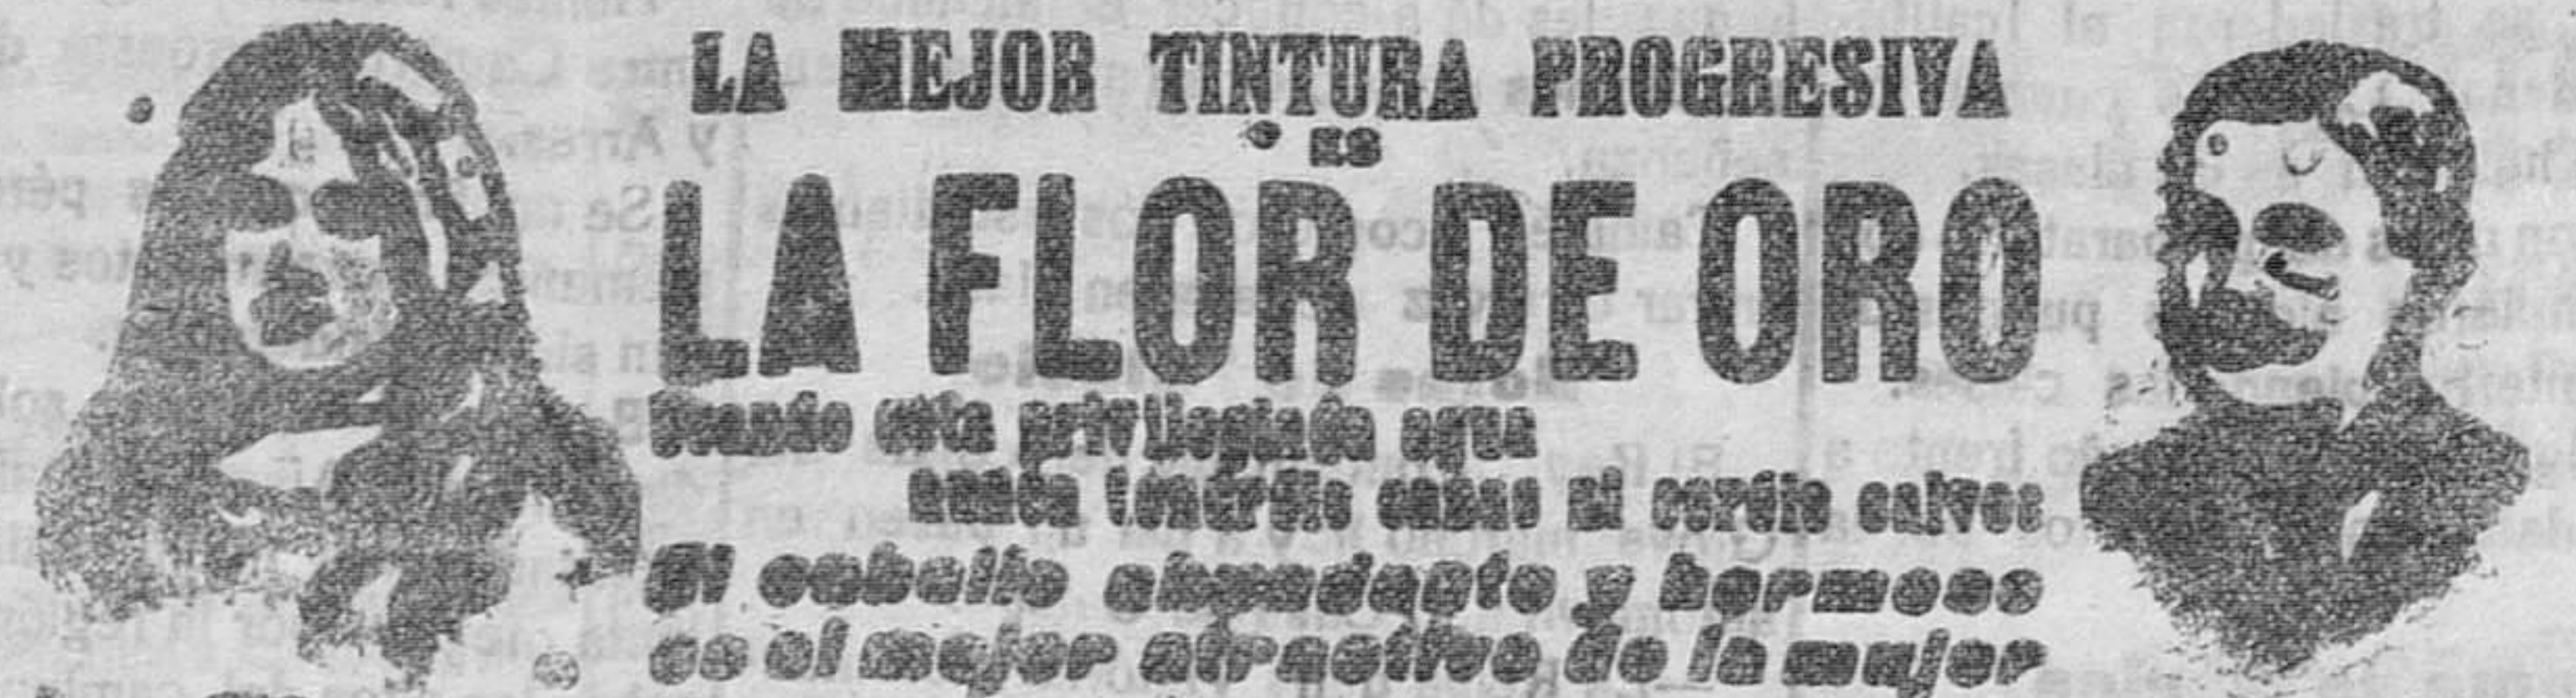 LA MEJOR TINTURA PROGRESIVA
ES
LA FLOR DE ORO
Usando esta privilegiada agua
nunca tendréis canas ni seréis calvos
El cabello abundante y hermoso
es el mejor atractivo de la mujer